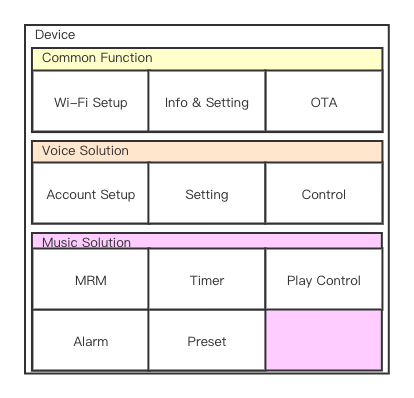 Device
Common Function
Wi-Fi Setup
Info & Setting
OTA
Voice Solution
Account Setup
Setting
Control
Music Solution
MRM
Timer
Play Control
Alarm
Preset